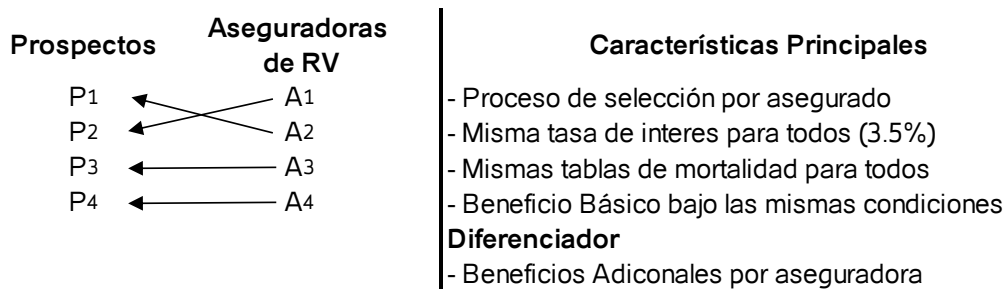 Prospectos
Aseguradoras
de RV
P1
A1
P2
A2
P3
A3
P4
A4
Características Principales
- Proceso de selección por asegurado
- Misma tasa de interes para todos (3.5%)
- Mismas tablas de mortalidad para todos
- Beneficio Básico bajo las mismas condiciones
Diferenciador
- Beneficios Adiconales por aseguradora